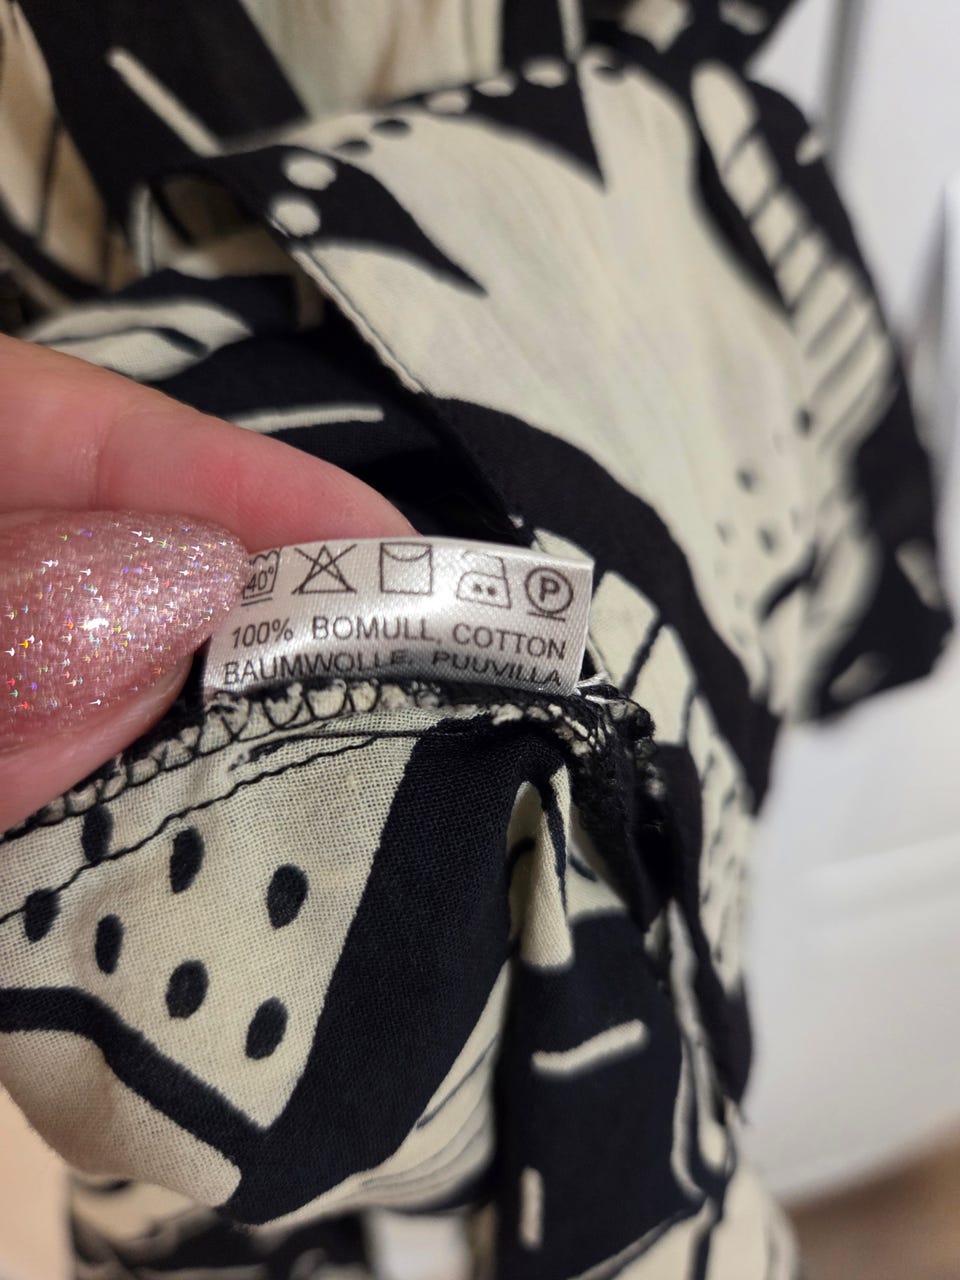 40°
P
100% BOMULL, COTTON
BAUMWOLLE PUUVILLA